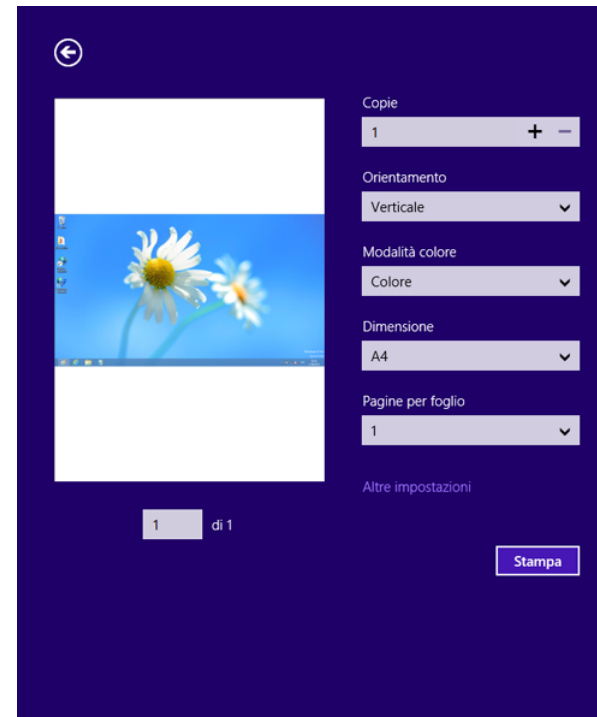 Copie
1
Orientamento
Verticale
Modalità colore
Colore
Dimensione
A4
Pagine per foglio
1
Altre impostazioni
1 di 1
Stampa